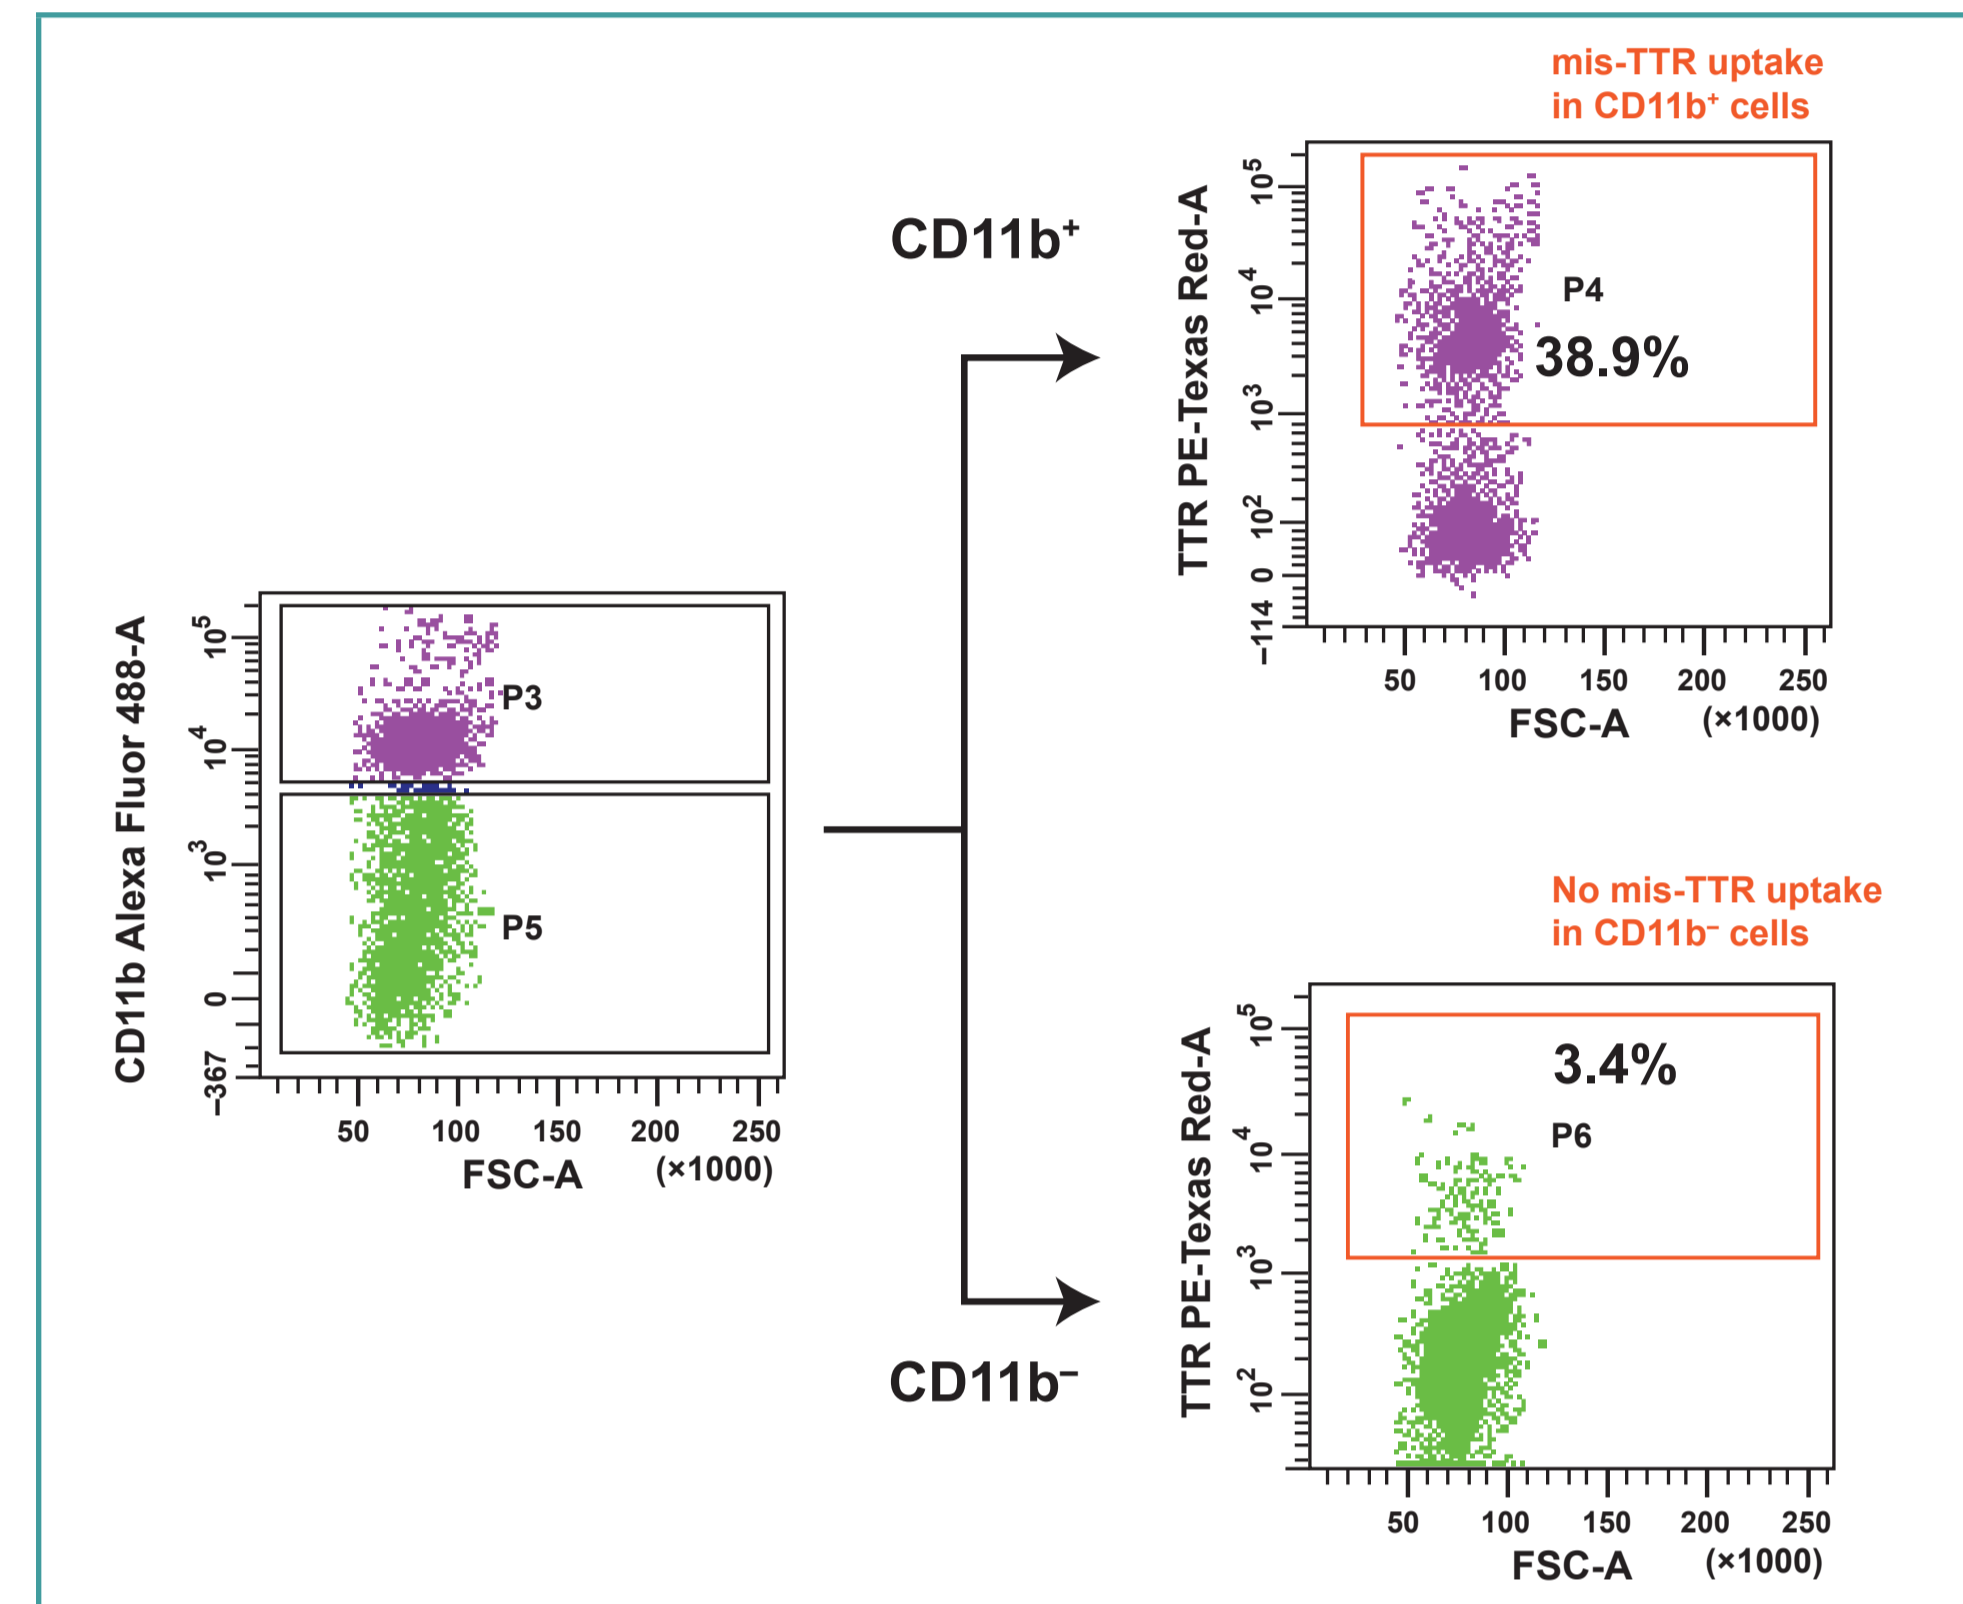 mis-TTR uptake
in CD11b⁺ cells
CD11b⁺
TTR PE-Texas Red-A
10⁵
10⁴
10³
10²
0
–114
P4
38.9%
50 100 150 200 250
FSC-A (×1000)
CD11b Alexa Fluor 488-A
10⁵
10⁴
10³
0
–367
P3
P5
50 100 150 200 250
FSC-A (×1000)
No mis-TTR uptake
in CD11b⁻ cells
CD11b⁻
TTR PE-Texas Red-A
10⁵
10⁴
10³
10²
3.4%
P6
50 100 150 200 250
FSC-A (×1000)